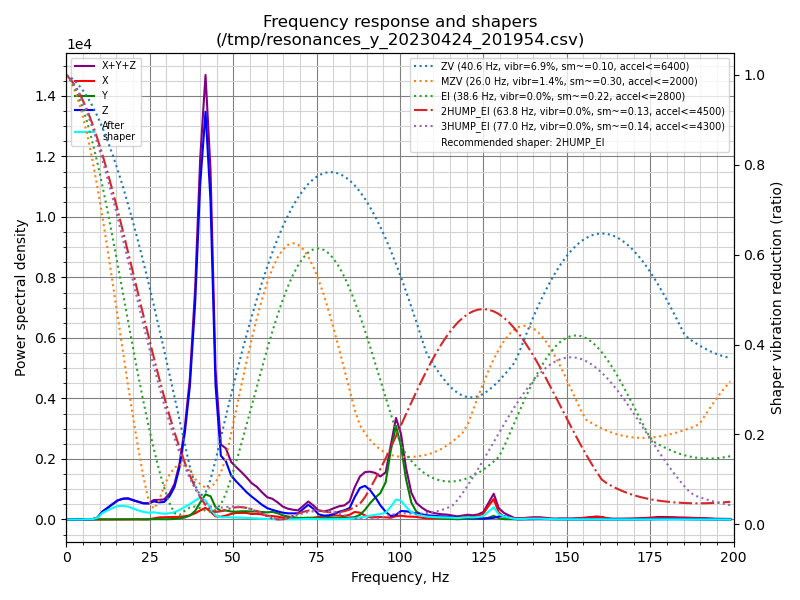 Frequency response and shapers
(/tmp/resonances_y_20230424_201954.csv)
1e4
X+Y+Z
X
Y
Z
After
shaper
ZV (40.6 Hz, vibr=6.9%, sm~=0.10, accel<=6400)
MZV (26.0 Hz, vibr=1.4%, sm~=0.30, accel<=2000)
EI (38.6 Hz, vibr=0.0%, sm~=0.22, accel<=2800)
2HUMP_EI (63.8 Hz, vibr=0.0%, sm~=0.13, accel<=4500)
3HUMP_EI (77.0 Hz, vibr=0.0%, sm~=0.14, accel<=4300)
Recommended shaper: 2HUMP_EI
Power spectral density
1.4
1.2
1.0
0.8
0.6
0.4
0.2
0.0
1.0
0.8
0.6
0.4
0.2
0.0
Shaper vibration reduction (ratio)
0 25 50 75 100 125 150 175 200
Frequency, Hz